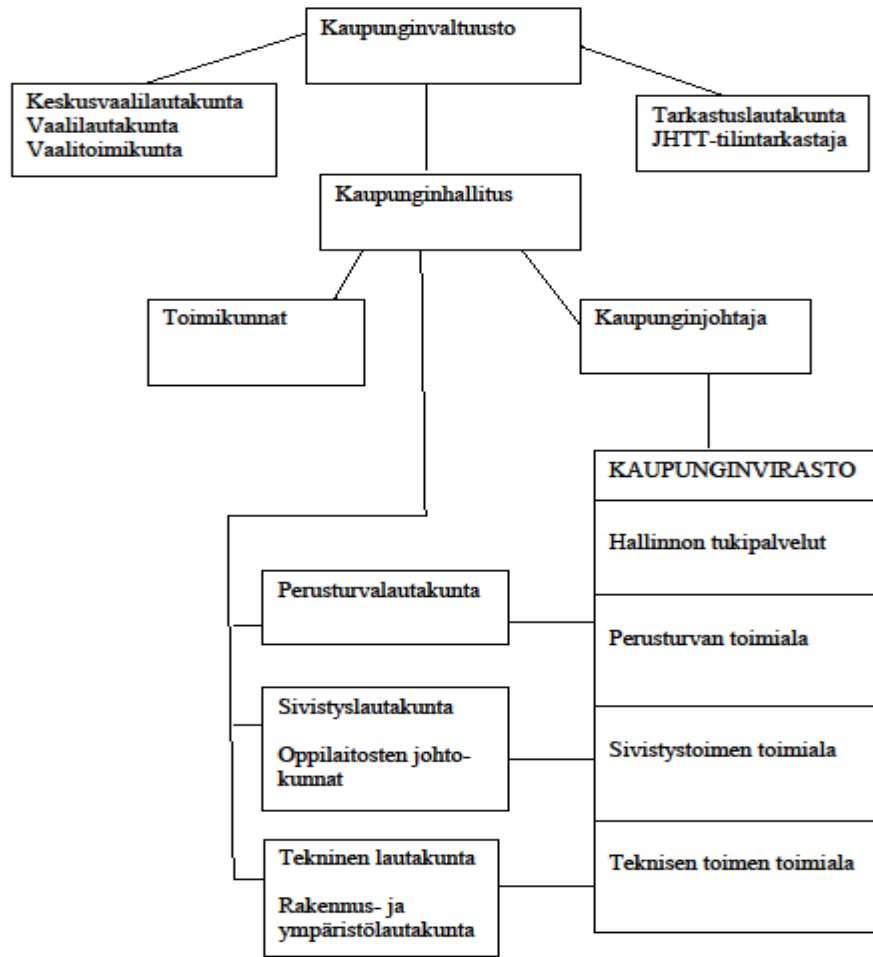 Kaupunginvaltuusto
Keskusvaalilautakunta
Vaalilautakunta
Vaalitoimikunta
Tarkastuslautakunta
JHTT-tilintarkastaja
Kaupunginhallitus
Toimikunnat
Kaupunginjohtaja
KAUPUNGINVIRASTO
Hallinnon tukipalvelut
Perusturvalautakunta
Perusturvan toimiala
Sivistyslautakunta
Oppilaitosten johto-
kunnat
Sivistystoimen toimiala
Tekninen lautakunta
Rakennus- ja
ympäristölautakunta
Teknisen toimen toimiala